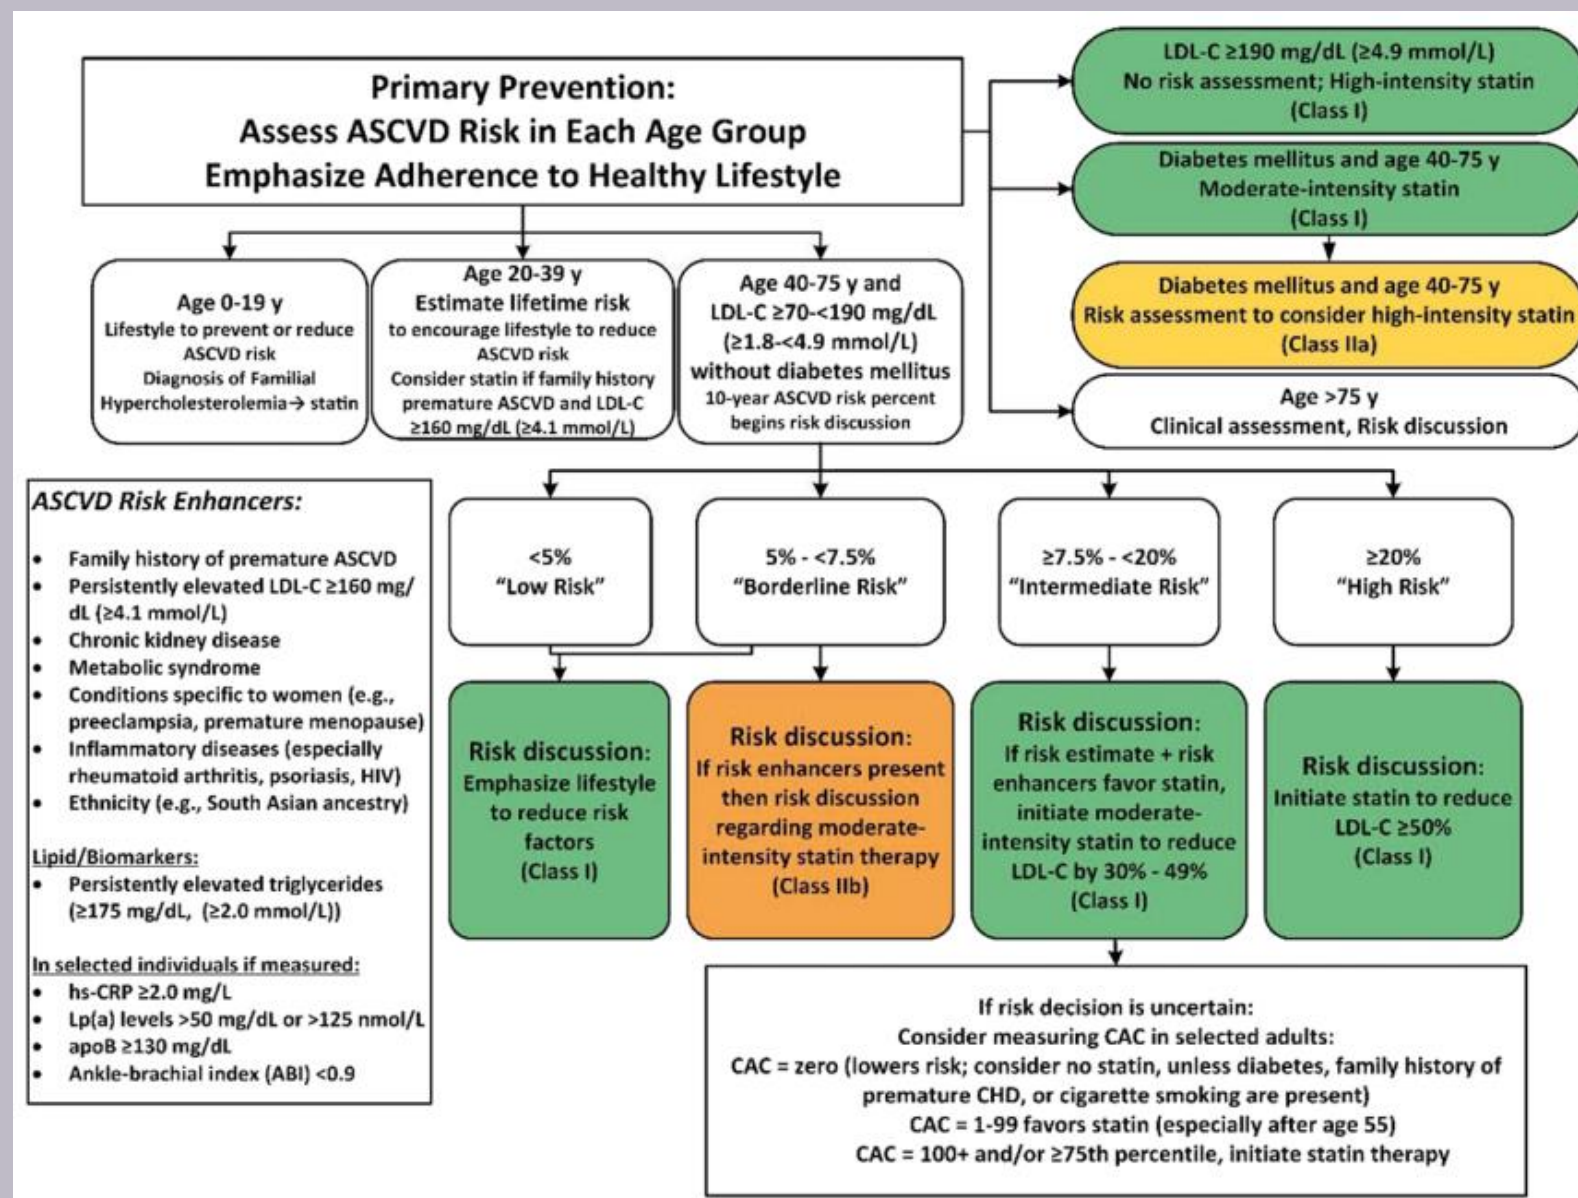 Primary Prevention:
Assess ASCVD Risk in Each Age Group
Emphasize Adherence to Healthy Lifestyle
LDL-C ≥190 mg/dL (≥4.9 mmol/L)
No risk assessment; High-intensity statin
(Class I)
Diabetes mellitus and age 40-75 y
Moderate-intensity statin
(Class I)
Diabetes mellitus and age 40-75 y
Risk assessment to consider high-intensity statin
(Class IIa)
Age >75 y
Clinical assessment, Risk discussion
Age 0-19 y
Lifestyle to prevent or reduce
ASCVD risk
Diagnosis of Familial
Hypercholesterolemia→ statin
Age 20-39 y
Estimate lifetime risk
to encourage lifestyle to reduce
ASCVD risk
Consider statin if family history
premature ASCVD and LDL-C
≥160 mg/dL (≥4.1 mmol/L)
Age 40-75 y and
LDL-C ≥70-<190 mg/dL
(≥1.8-<4.9 mmol/L)
without diabetes mellitus
10-year ASCVD risk percent
begins risk discussion
ASCVD Risk Enhancers:
• Family history of premature ASCVD
• Persistently elevated LDL-C ≥160 mg/
dL (≥4.1 mmol/L)
• Chronic kidney disease
• Metabolic syndrome
• Conditions specific to women (e.g.,
preeclampsia, premature menopause)
• Inflammatory diseases (especially
rheumatoid arthritis, psoriasis, HIV)
• Ethnicity (e.g., South Asian ancestry)
Lipid/Biomarkers:
• Persistently elevated triglycerides
(≥175 mg/dL, (≥2.0 mmol/L))
In selected individuals if measured:
• hs-CRP ≥2.0 mg/L
• Lp(a) levels >50 mg/dL or >125 nmol/L
• apoB ≥130 mg/dL
• Ankle-brachial index (ABI) <0.9
<5%
“Low Risk”
5% - <7.5%
“Borderline Risk”
≥7.5% - <20%
“Intermediate Risk”
≥20%
“High Risk”
Risk discussion:
Emphasize lifestyle
to reduce risk
factors
(Class I)
Risk discussion:
If risk enhancers present
then risk discussion
regarding moderate-
intensity statin therapy
(Class IIb)
Risk discussion:
If risk estimate + risk
enhancers favor statin,
initiate moderate-
intensity statin to reduce
LDL-C by 30% - 49%
(Class I)
Risk discussion:
Initiate statin to reduce
LDL-C ≥50%
(Class I)
If risk decision is uncertain:
Consider measuring CAC in selected adults:
CAC = zero (lowers risk; consider no statin, unless diabetes, family history of
premature CHD, or cigarette smoking are present)
CAC = 1-99 favors statin (especially after age 55)
CAC = 100+ and/or ≥75th percentile, initiate statin therapy